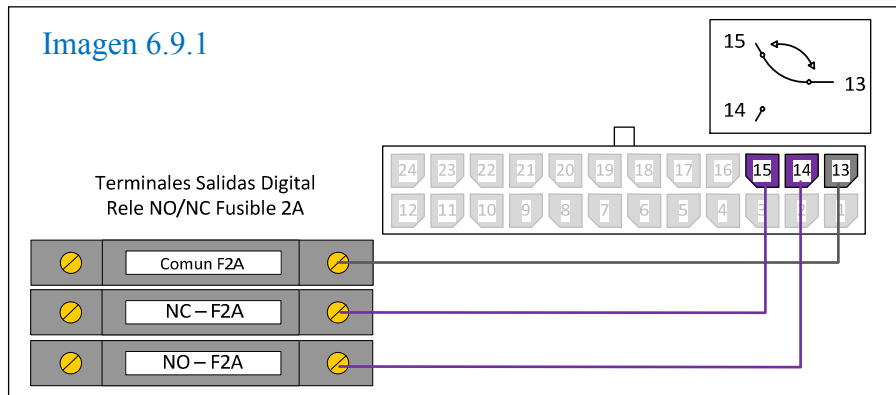 Imagen 6.9.1
15
13
14
24 23 22 21 20 19 18 17 16 15 14 13
12 11 10 9 8 7 6 5 4 3 2 1
Terminales Salidas Digital
Rele NO/NC Fusible 2A
Comun F2A
NC – F2A
NO – F2A